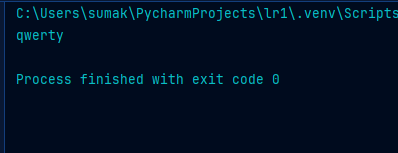 C:\Users\sumak\PycharmProjects\lr1\.venv\Scripts
qwerty
Process finished with exit code 0